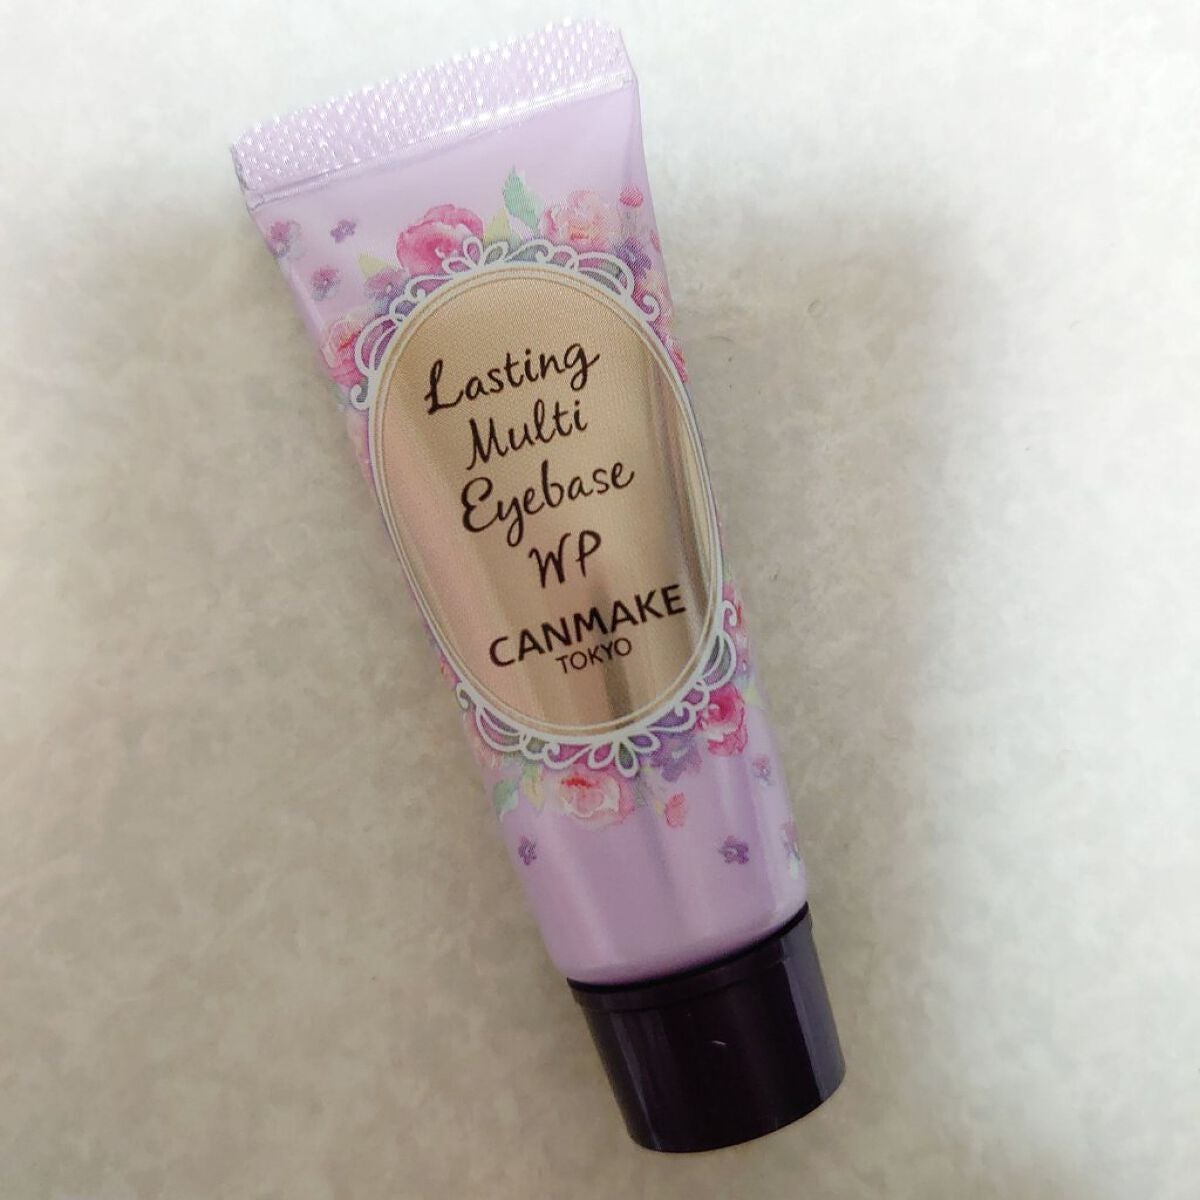 Lasting
Multi
Eyebase
WP
CANMAKE
TOKYO